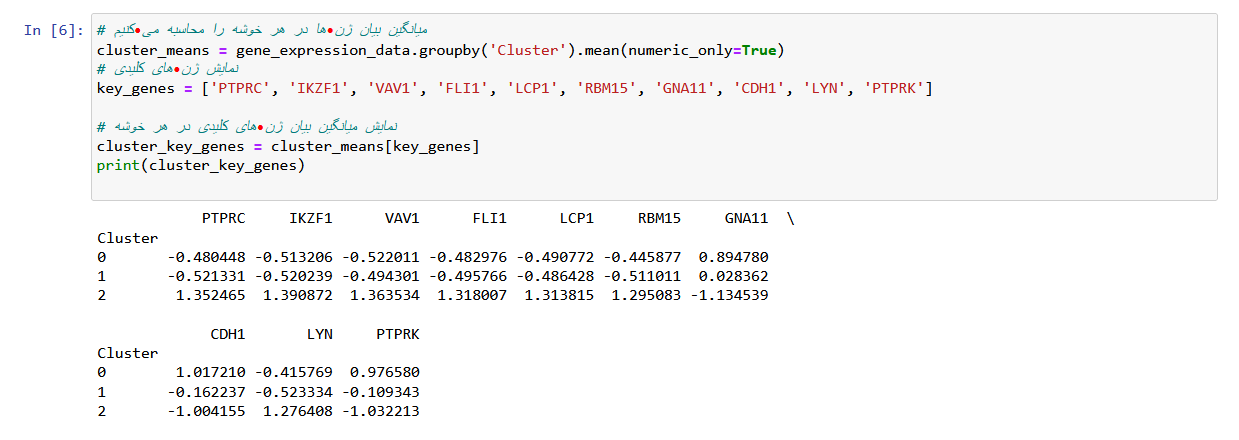 In [6]: # میانگین بیان ژن•ها در هر خوشه را محاسبه می•کنیم
cluster_means = gene_expression_data.groupby('Cluster').mean(numeric_only=True)
# نمایش ژن•های کلیدی
key_genes = ['PTPRC', 'IKZF1', 'VAV1', 'FLI1', 'LCP1', 'RBM15', 'GNA11', 'CDH1', 'LYN', 'PTPRK']
# نمایش میانگین بیان ژن•های کلیدی در هر خوشه
cluster_key_genes = cluster_means[key_genes]
print(cluster_key_genes)
PTPRC IKZF1 VAV1 FLI1 LCP1 RBM15 GNA11 \
Cluster
0 -0.480448 -0.513206 -0.522011 -0.482976 -0.490772 -0.445877 0.894780
1 -0.521331 -0.520239 -0.494301 -0.495766 -0.486428 -0.511011 0.028362
2 1.352465 1.390872 1.363534 1.318007 1.313815 1.295083 -1.134539
CDH1 LYN PTPRK
Cluster
0 1.017210 -0.415769 0.976580
1 -0.162237 -0.523334 -0.109343
2 -1.004155 1.276408 -1.032213